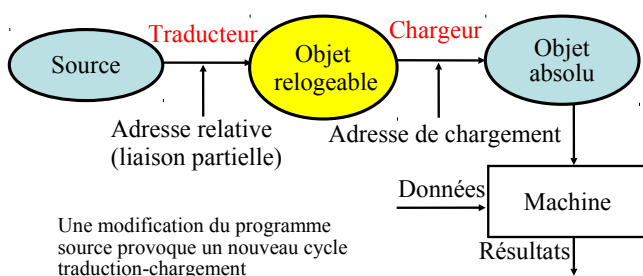 Traducteur
Chargeur
Source
Objet
relogeable
Objet
absolu
Adresse relative
(liaison partielle)
Adresse de chargement
Données
Machine
Une modification du programme
source provoque un nouveau cycle
traduction-chargement
Résultats